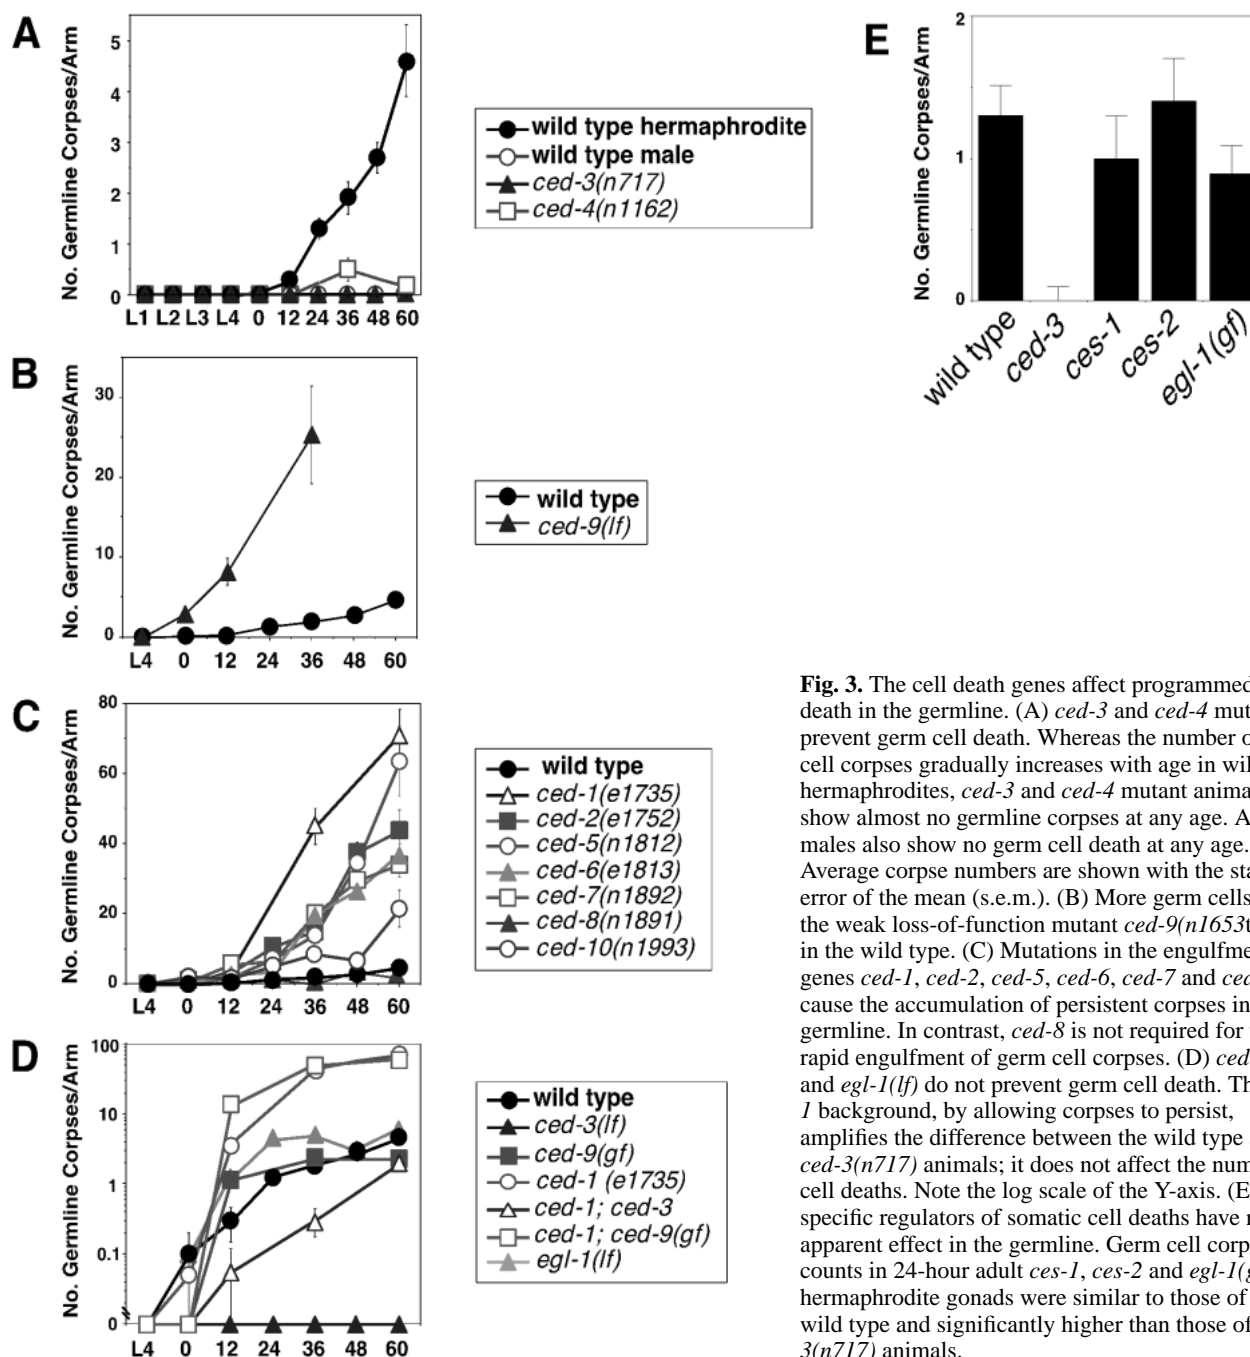 A
No. Germline Corpses/Arm
5
4
3
2
1
0
L1 L2 L3 L4 0 12 24 36 48 60
wild type hermaphrodite
wild type male
ced-3(n717)
ced-4(n1162)
B
No. Germline Corpses/Arm
30
20
10
0
L4 0 12 24 36 48 60
wild type
ced-9(lf)
C
No. Germline Corpses/Arm
80
60
40
20
0
L4 0 12 24 36 48 60
wild type
ced-1(e1735)
ced-2(e1752)
ced-5(n1812)
ced-6(e1813)
ced-7(n1892)
ced-8(n1891)
ced-10(n1993)
D
No. Germline Corpses/Arm
100
10
1
0.1
0
L4 0 12 24 36 48 60
wild type
ced-3(lf)
ced-9(gf)
ced-1 (e1735)
ced-1; ced-3
ced-1; ced-9(gf)
egl-1(lf)
E
No. Germline Corpses/Arm
2
1
0
wild type
ced-3
ces-1
ces-2
egl-1(gf)
Fig. 3. The cell death genes affect programmed
death in the germline. (A) ced-3 and ced-4 mut
prevent germ cell death. Whereas the number o
cell corpses gradually increases with age in wil
hermaphrodites, ced-3 and ced-4 mutant anima
show almost no germline corpses at any age. A
males also show no germ cell death at any age.
Average corpse numbers are shown with the sta
error of the mean (s.e.m.). (B) More germ cells
the weak loss-of-function mutant ced-9(n1653t
in the wild type. (C) Mutations in the engulfme
genes ced-1, ced-2, ced-5, ced-6, ced-7 and ced
cause the accumulation of persistent corpses in
germline. In contrast, ced-8 is not required for
rapid engulfment of germ cell corpses. (D) ced
and egl-1(lf) do not prevent germ cell death. Th
1 background, by allowing corpses to persist,
amplifies the difference between the wild type
ced-3(n717) animals; it does not affect the num
cell deaths. Note the log scale of the Y-axis. (E
specific regulators of somatic cell deaths have n
apparent effect in the germline. Germ cell corp
counts in 24-hour adult ces-1, ces-2 and egl-1(g
hermaphrodite gonads were similar to those of
wild type and significantly higher than those of
3(n717) animals.